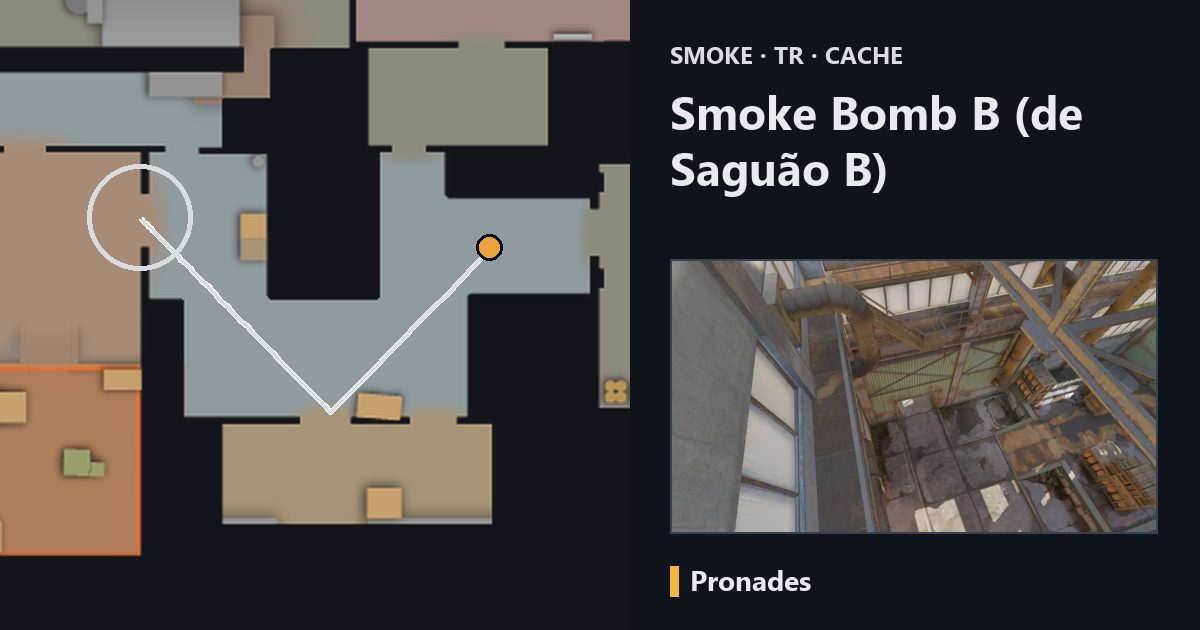 SMOKE · TR · CACHE
Smoke Bomb B (de
Saguão B)
Pronades